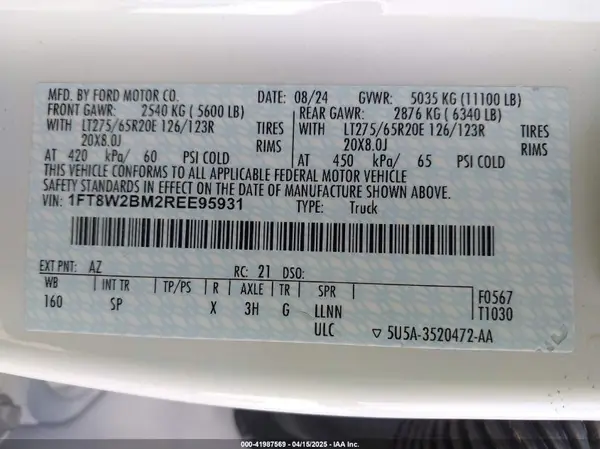 MFD. BY FORD MOTOR CO. DATE: 08/24 GVWR: 5035 KG (11100 LB)
FRONT GAWR: 2540 KG ( 5600 LB) REAR GAWR: 2876 KG ( 6340 LB)
WITH LT275/65R20E 126/123R TIRES WITH LT275/65R20E 126/123R TIRES
20X8.0J RIMS 20X8.0J RIMS
AT 420 kPa/ 60 PSI COLD AT 450 kPa/ 65 PSI COLD
THIS VEHICLE CONFORMS TO ALL APPLICABLE FEDERAL MOTOR VEHICLE
SAFETY STANDARDS IN EFFECT ON THE DATE OF MANUFACTURE SHOWN ABOVE.
VIN: 1FT8W2BM2REE95931 TYPE: Truck
EXT PNT: AZ RC: 21 DSO:
WB INT TR TP/PS R AXLE TR SPR F0567
160 SP X 3H G LLNN T1030
ULC ▽ 5U5A-3520472-AA
000-41987569 - 04/15/2025 - IAA Inc.